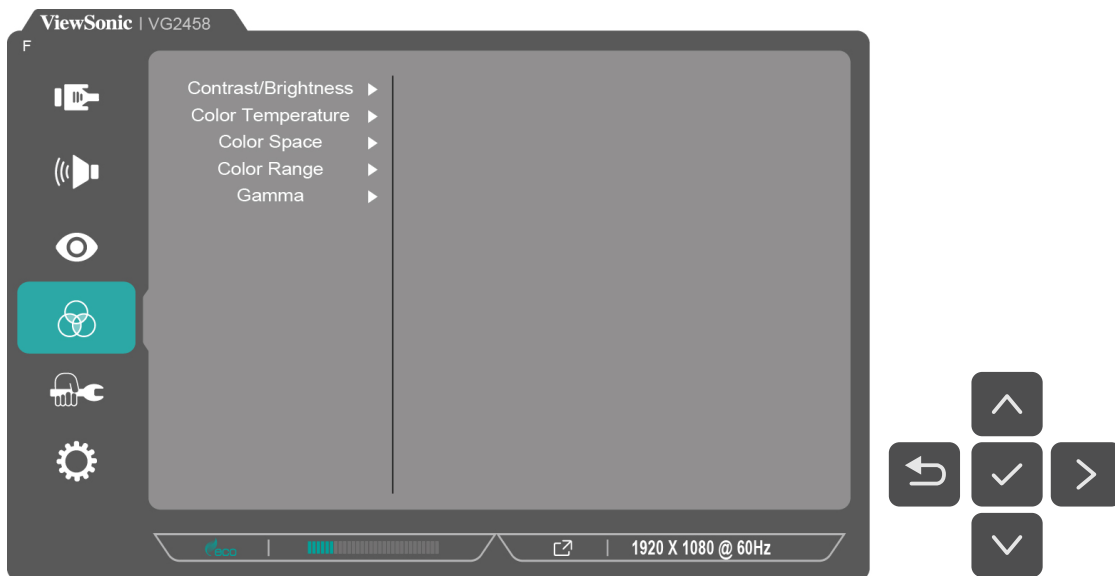 ViewSonic | VG2458
F
Contrast/Brightness
Color Temperature
Color Space
Color Range
Gamma
eco
1920 X 1080 @ 60Hz